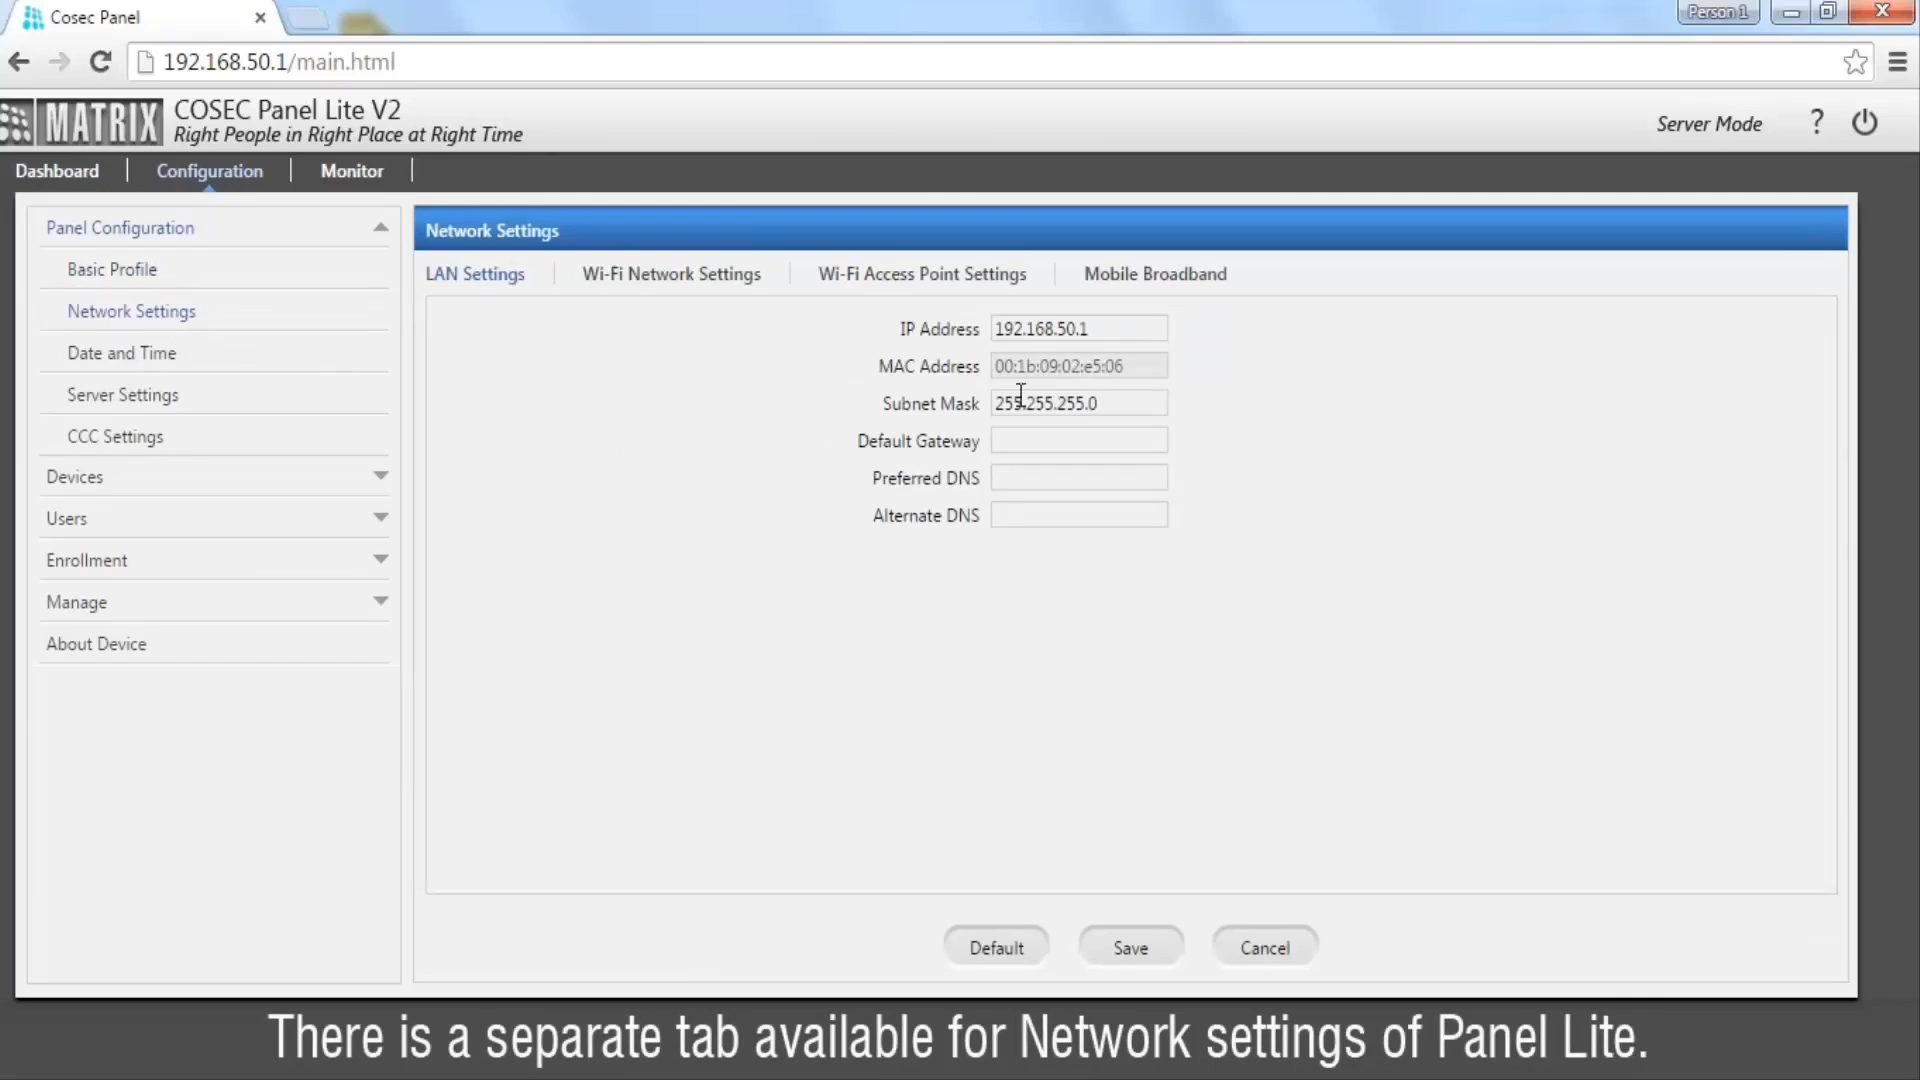 Cosec Panel
Person 1
192.168.50.1/main.html
MATRIX
COSEC Panel Lite V2
Right People in Right Place at Right Time
Server Mode
?
Dashboard
Configuration
Monitor
Panel Configuration
Basic Profile
Network Settings
Date and Time
Server Settings
CCC Settings
Devices
Users
Enrollment
Manage
About Device
Network Settings
LAN Settings
Wi-Fi Network Settings
Wi-Fi Access Point Settings
Mobile Broadband
IP Address 192.168.50.1
MAC Address 00:1b:09:02:e5:06
Subnet Mask 255.255.255.0
Default Gateway
Preferred DNS
Alternate DNS
Default
Save
Cancel
There is a separate tab available for Network settings of Panel Lite.